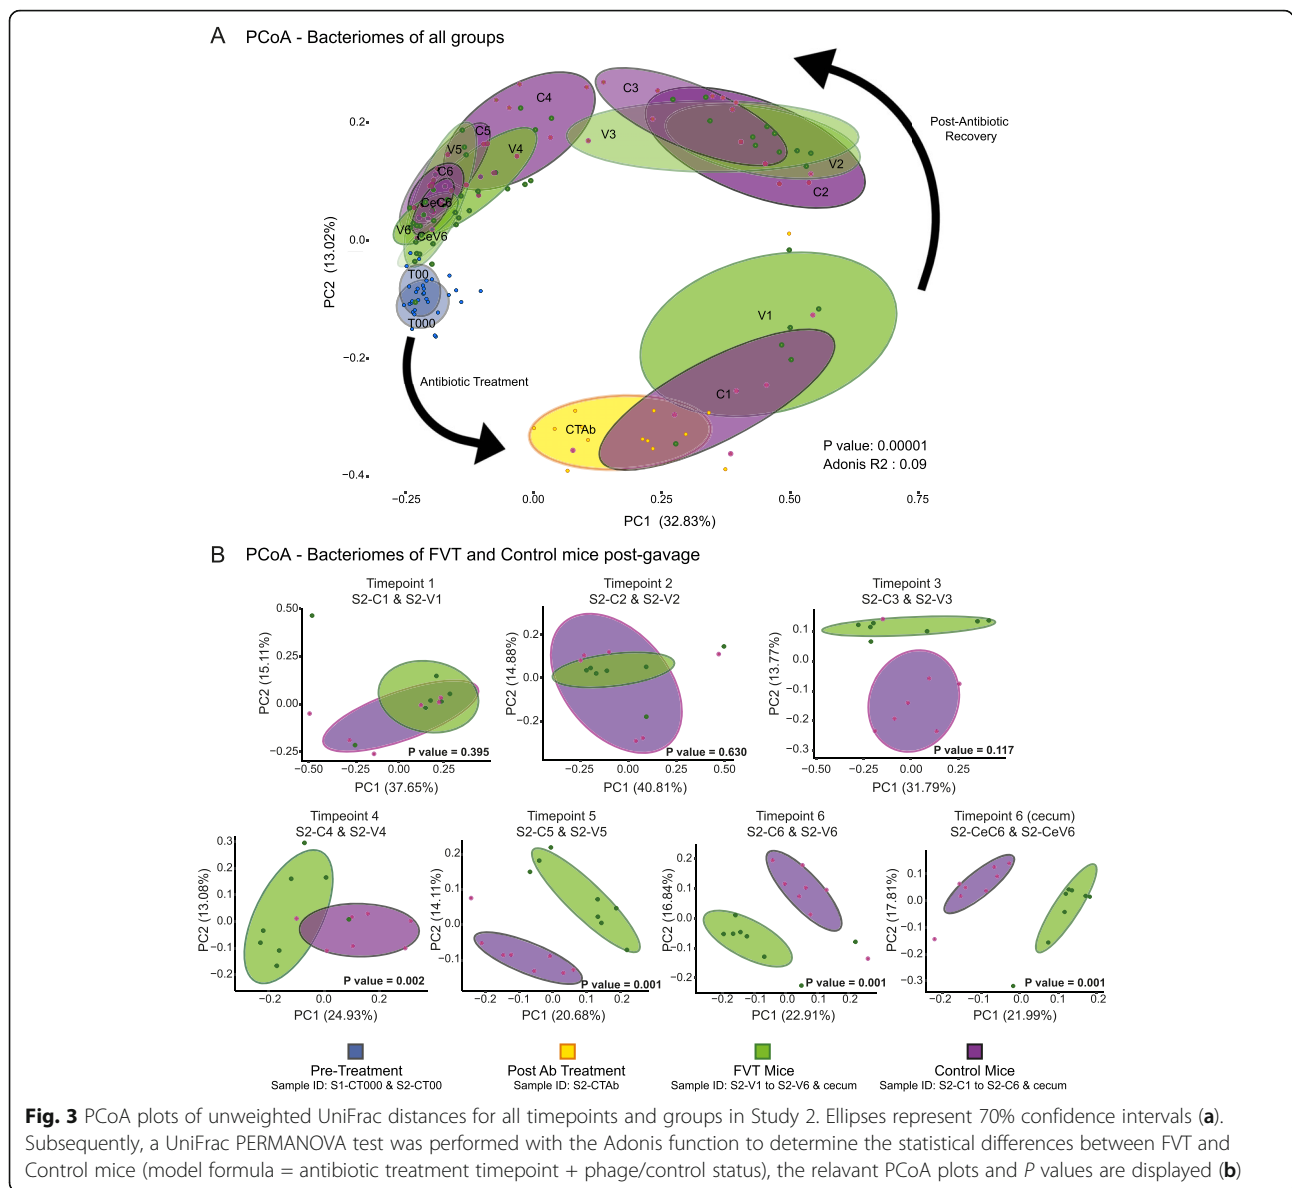 A PCoA - Bacteriomes of all groups
PC2 (13.02%)
0.2
0.0
−0.2
−0.4
C3
C4
C5
V5
V4
V3
V2
C2
C6
CeC6
V6
CeV6
T00
T000
V1
C1
CTAb
Post-Antibiotic
Recovery
Antibiotic Treatment
P value: 0.00001
Adonis R2 : 0.09
−0.25 0.00 0.25 0.50 0.75
PC1 (32.83%)
B PCoA - Bacteriomes of FVT and Control mice post-gavage
Timepoint 1
S2-C1 & S2-V1
PC2 (15.11%)
0.50
0.25
0.00
−0.25
P value = 0.395
−0.50 −0.25 0.00 0.25 0.50
PC1 (37.65%)
Timepoint 2
S2-C2 & S2-V2
PC2 (14.88%)
0.2
0.0
−0.2
P value = 0.630
−0.25 0.00 0.25 0.50
PC1 (40.81%)
Timepoint 3
S2-C3 & S2-V3
PC2 (13.77%)
0.1
0.0
−0.1
−0.2
−0.3
P value = 0.117
−0.50 −0.25 0.00 0.25
PC1 (31.79%)
Timepoint 4
S2-C4 & S2-V4
PC2 (13.08%)
0.3
0.2
0.1
0.0
−0.1
−0.2
P value = 0.002
−0.2 0.0 0.2
PC1 (24.93%)
Timepoint 5
S2-C5 & S2-V5
PC2 (14.11%)
0.2
0.1
0.0
−0.1
P value = 0.001
−0.2 −0.1 0.0 0.1 0.2
PC1 (20.68%)
Timepoint 6
S2-C6 & S2-V6
PC2 (16.84%)
0.2
0.1
0.0
−0.1
−0.2
P value = 0.001
−0.2 −0.1 0.0 0.1 0.2
PC1 (22.91%)
Timepoint 6 (cecum)
S2-CeC6 & S2-CeV6
PC2 (17.81%)
0.1
0.0
−0.1
−0.2
−0.3
P value = 0.001
−0.2 −0.1 0.0 0.1 0.2
PC1 (21.99%)
Pre-Treatment
Sample ID: S1-CT000 & S2-CT00
Post Ab Treatment
Sample ID: S2-CTAb
FVT Mice
Sample ID: S2-V1 to S2-V6 & cecum
Control Mice
Sample ID: S2-C1 to S2-C6 & cecum
Fig. 3 PCoA plots of unweighted UniFrac distances for all timepoints and groups in Study 2. Ellipses represent 70% confidence intervals (a).
Subsequently, a UniFrac PERMANOVA test was performed with the Adonis function to determine the statistical differences between FVT and
Control mice (model formula = antibiotic treatment timepoint + phage/control status), the relavant PCoA plots and P values are displayed (b)